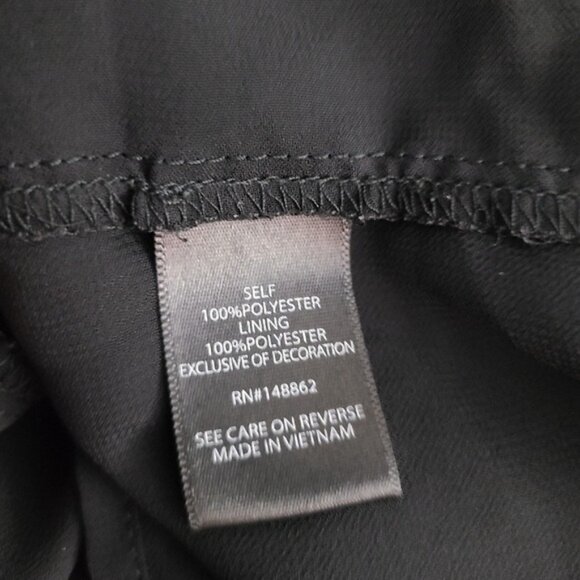 SELF
100%POLYESTER
LINING
100%POLYESTER
EXCLUSIVE OF DECORATION
RN#148862
SEE CARE ON REVERSE
MADE IN VIETNAM